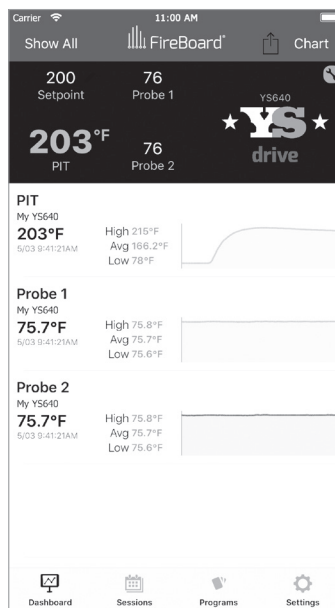 Carrier 11:00 AM
Show All FireBoard Chart
200 76
Setpoint Probe 1
YS640
YS
drive
203°F 76
PIT Probe 2
PIT
My YS640
203°F
5/03 9:41:21AM
High 215°F
Avg 166.2°F
Low 78°F
Probe 1
My YS640
75.7°F
5/03 9:41:21AM
High 75.8°F
Avg 75.7°F
Low 75.6°F
Probe 2
My YS640
75.7°F
5/03 9:41:21AM
High 75.8°F
Avg 75.7°F
Low 75.6°F
Dashboard Sessions Programs Settings